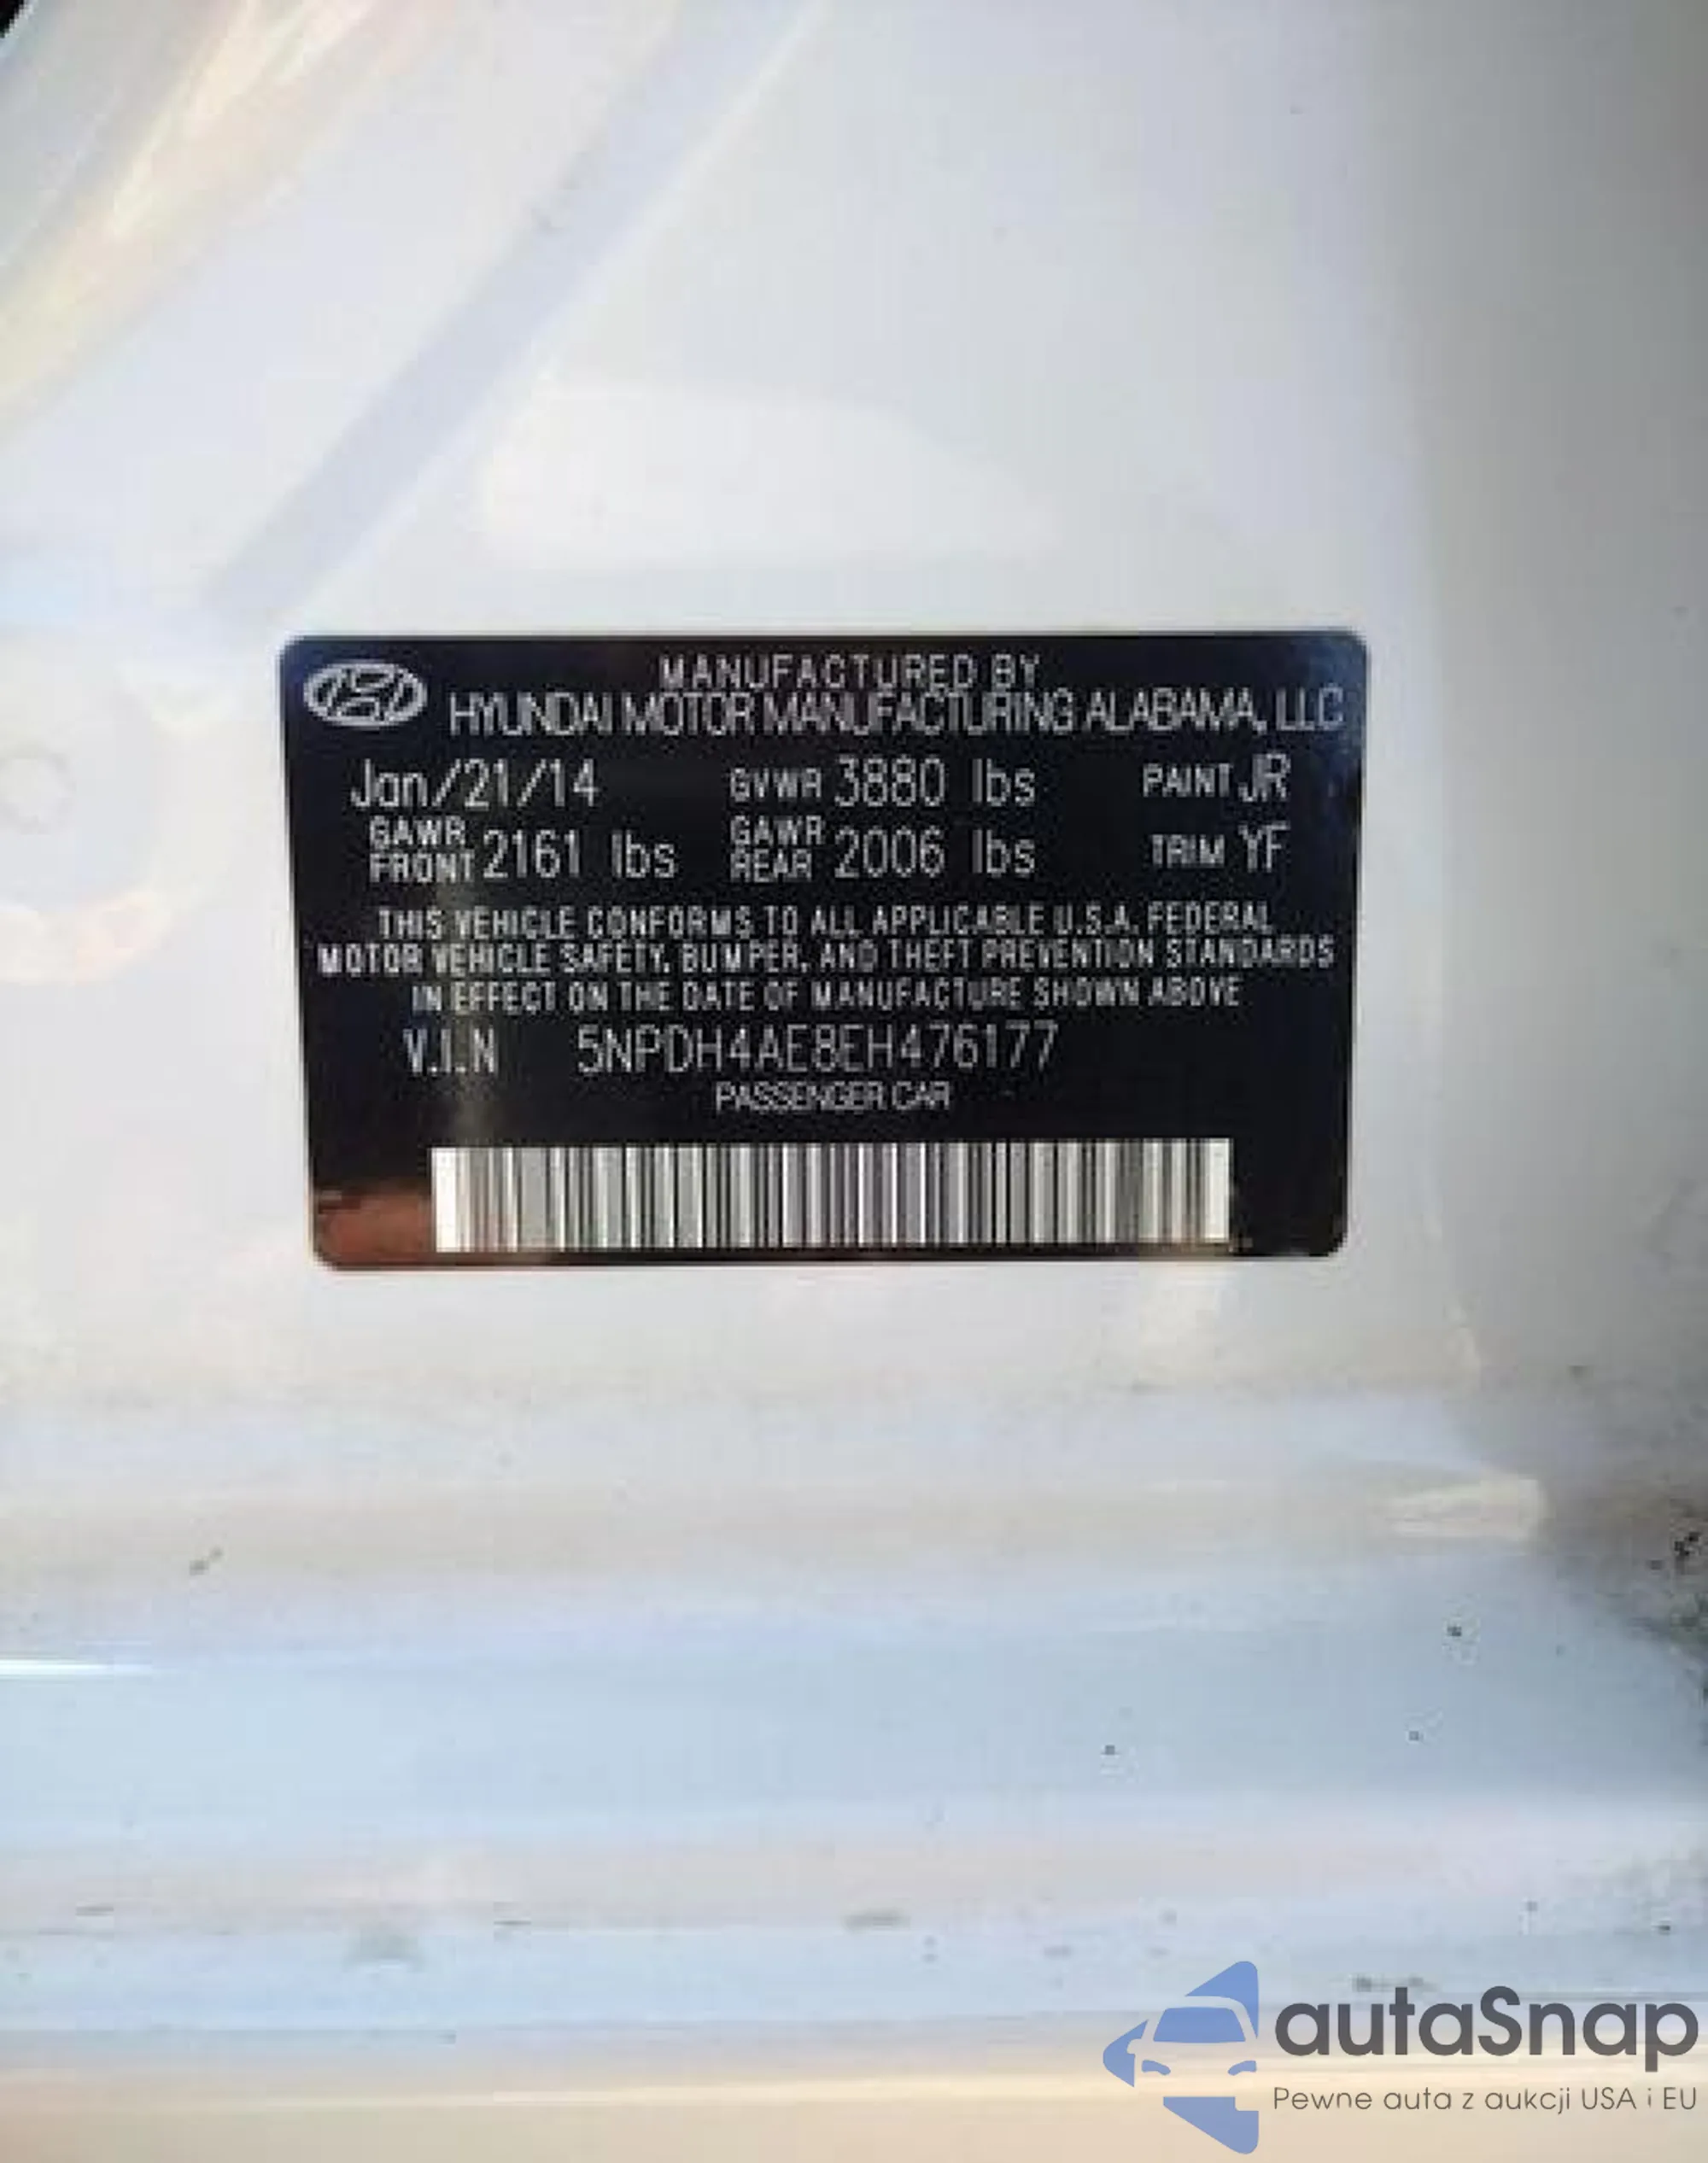 MANUFACTURED BY
HYUNDAI MOTOR MANUFACTURING ALABAMA, LLC
Jan/21/14 GVWR 3880 lbs PAINT JR
GAWR FRONT 2161 lbs GAWR REAR 2006 lbs TRIM YF
THIS VEHICLE CONFORMS TO ALL APPLICABLE U.S.A. FEDERAL
MOTOR VEHICLE SAFETY, BUMPER, AND THEFT PREVENTION STANDARDS
IN EFFECT ON THE DATE OF MANUFACTURE SHOWN ABOVE
V.I.N 5NPDH4AE8EH476177
PASSENGER CAR
autaSnap
Pewne auta z aukcji USA i EU